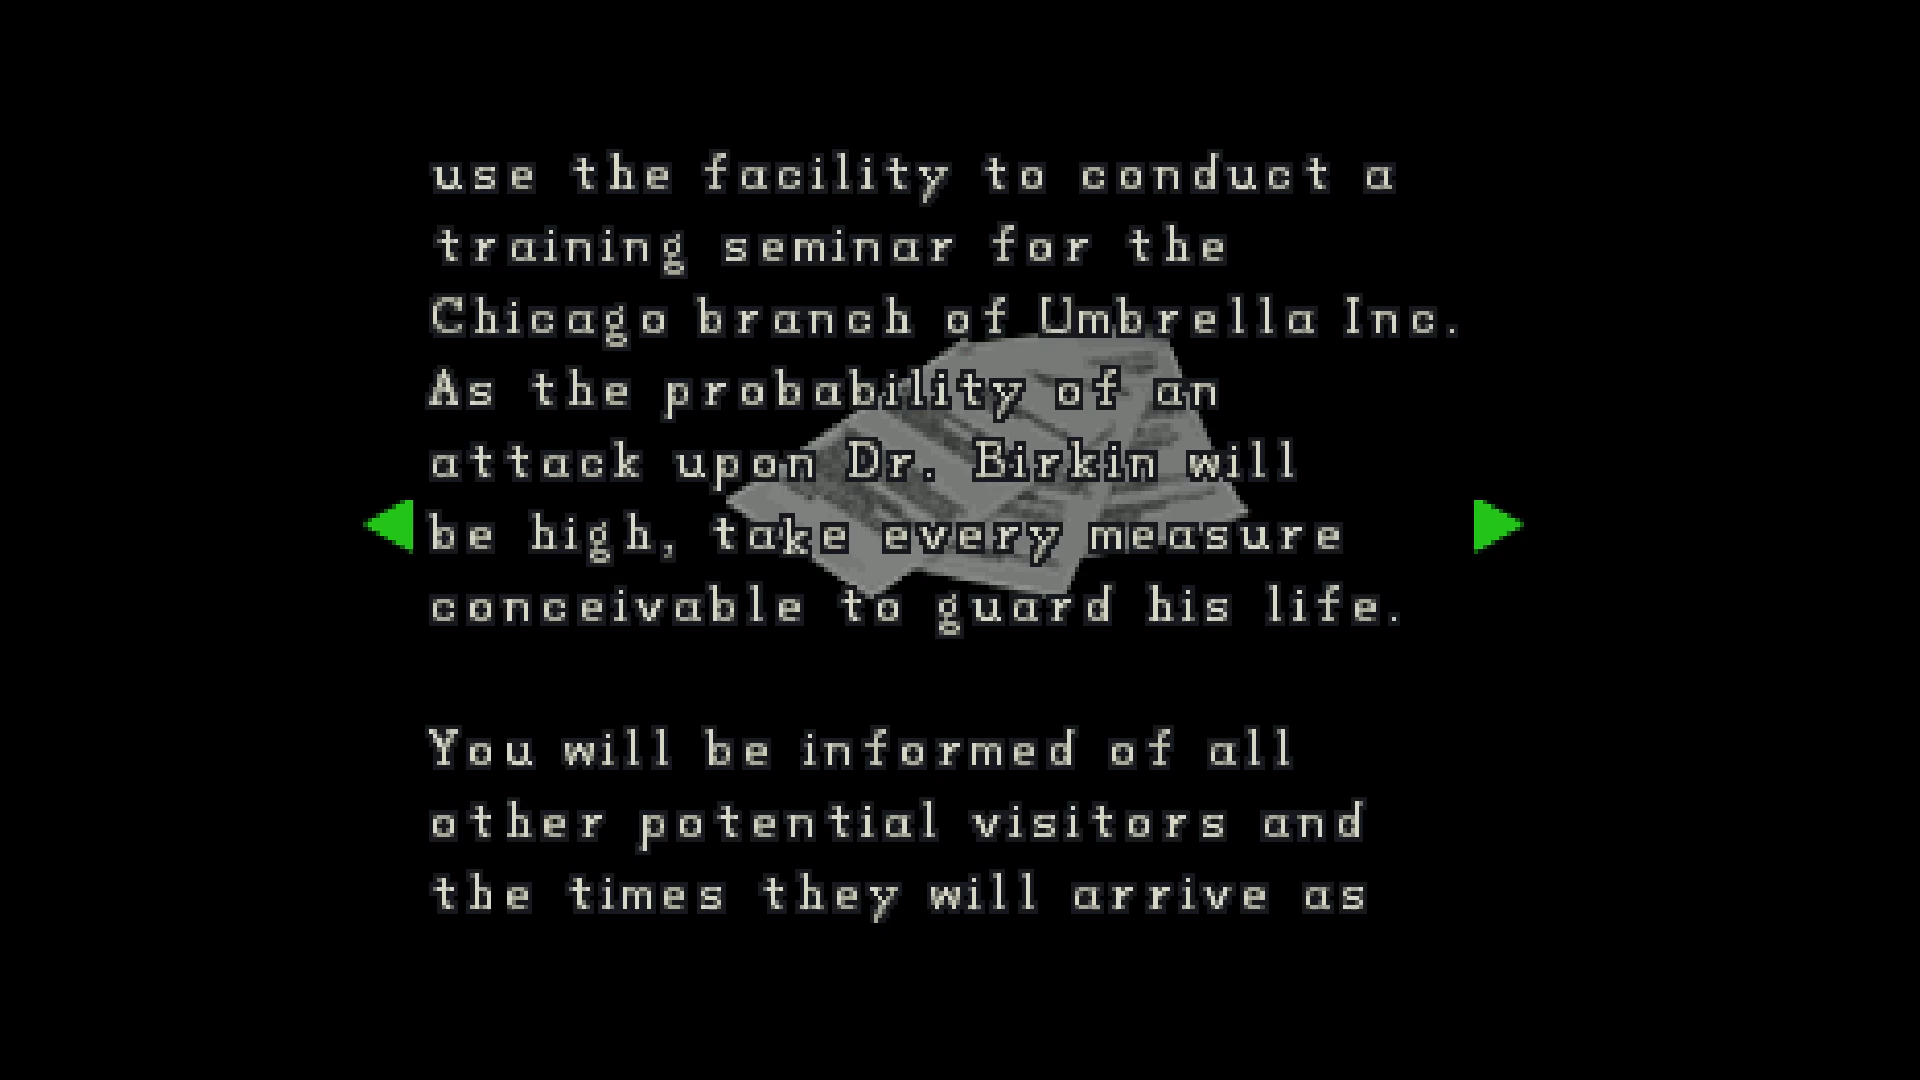 use the facility to conduct a
training seminar for the
Chicago branch of Umbrella Inc.
As the probability of an
attack upon Dr. Birkin will
be high, take every measure
conceivable to guard his life.
You will be informed of all
other potential visitors and
the times they will arrive as